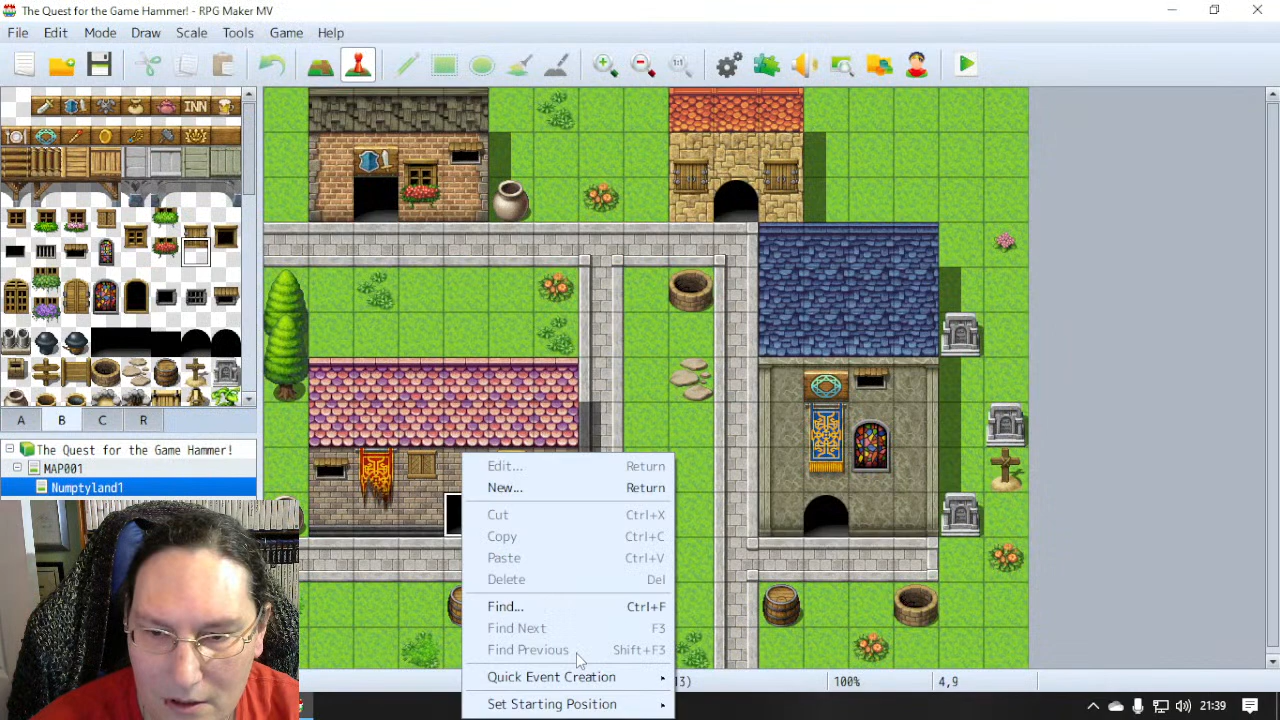 The Quest for the Game Hammer! - RPG Maker MV
File Edit Mode Draw Scale Tools Game Help
1:1
INN
A B C R
The Quest for the Game Hammer!
MAP001
Numptyland1
Edit... Return
New... Return
Cut Ctrl+X
Copy Ctrl+C
Paste Ctrl+V
Delete Del
Find... Ctrl+F
Find Next F3
Find Previous Shift+F3
Quick Event Creation
Set Starting Position
3) 100% 4,9
21:39